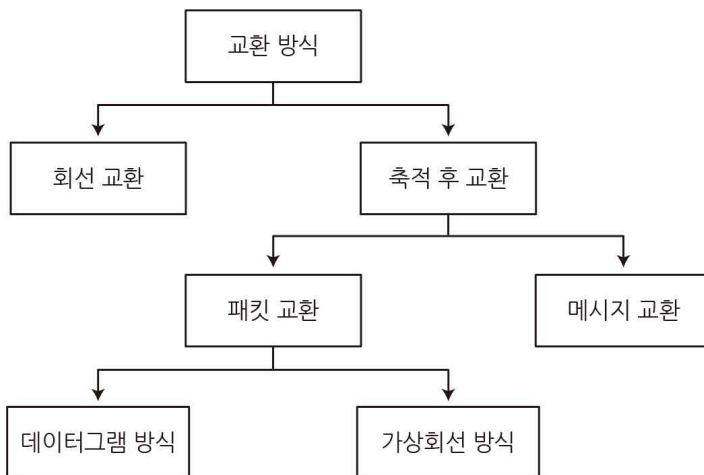 교환 방식
회선 교환
축적 후 교환
패킷 교환
메시지 교환
데이터그램 방식
가상회선 방식